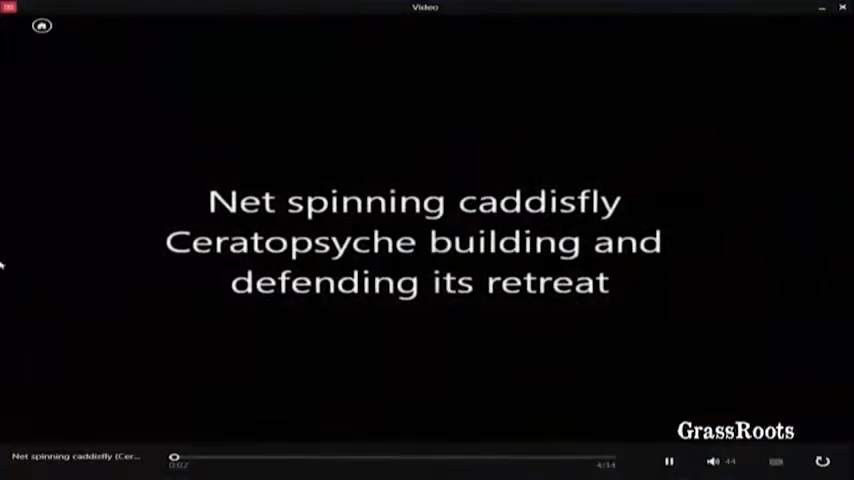 Video
Net spinning caddisfly
Ceratopsyche building and
defending its retreat
GrassRoots
Net spinning caddisfly (Cer...
0:02
4:14
44